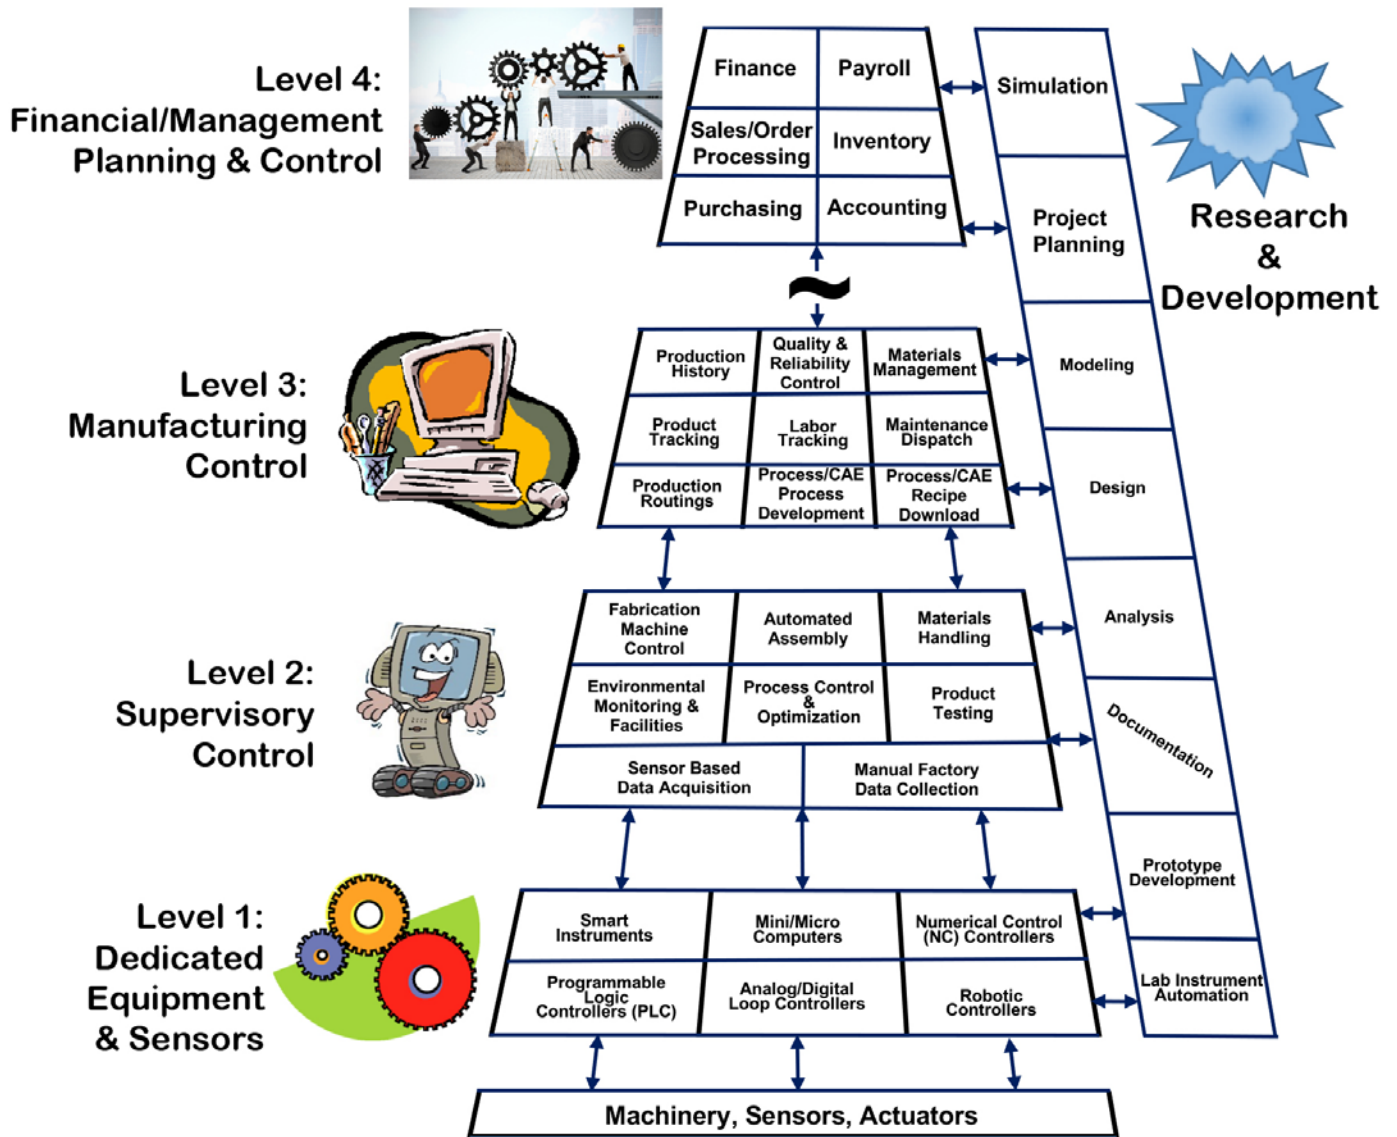 Level 4:
Financial/Management
Planning & Control
Finance
Payroll
Sales/Order
Processing
Inventory
Purchasing
Accounting
Simulation
Project
Planning
Research
&
Development
Level 3:
Manufacturing
Control
Production
History
Quality &
Reliability
Control
Materials
Management
Product
Tracking
Labor
Tracking
Maintenance
Dispatch
Production
Routings
Process/CAE
Process
Development
Process/CAE
Recipe
Download
Modeling
Design
Level 2:
Supervisory
Control
Fabrication
Machine
Control
Automated
Assembly
Materials
Handling
Environmental
Monitoring &
Facilities
Process Control
&
Optimization
Product
Testing
Sensor Based
Data Acquisition
Manual Factory
Data Collection
Analysis
Documentation
Level 1:
Dedicated
Equipment
& Sensors
Smart
Instruments
Mini/Micro
Computers
Numerical Control
(NC) Controllers
Programmable
Logic
Controllers (PLC)
Analog/Digital
Loop Controllers
Robotic
Controllers
Prototype
Development
Lab Instrument
Automation
Machinery, Sensors, Actuators